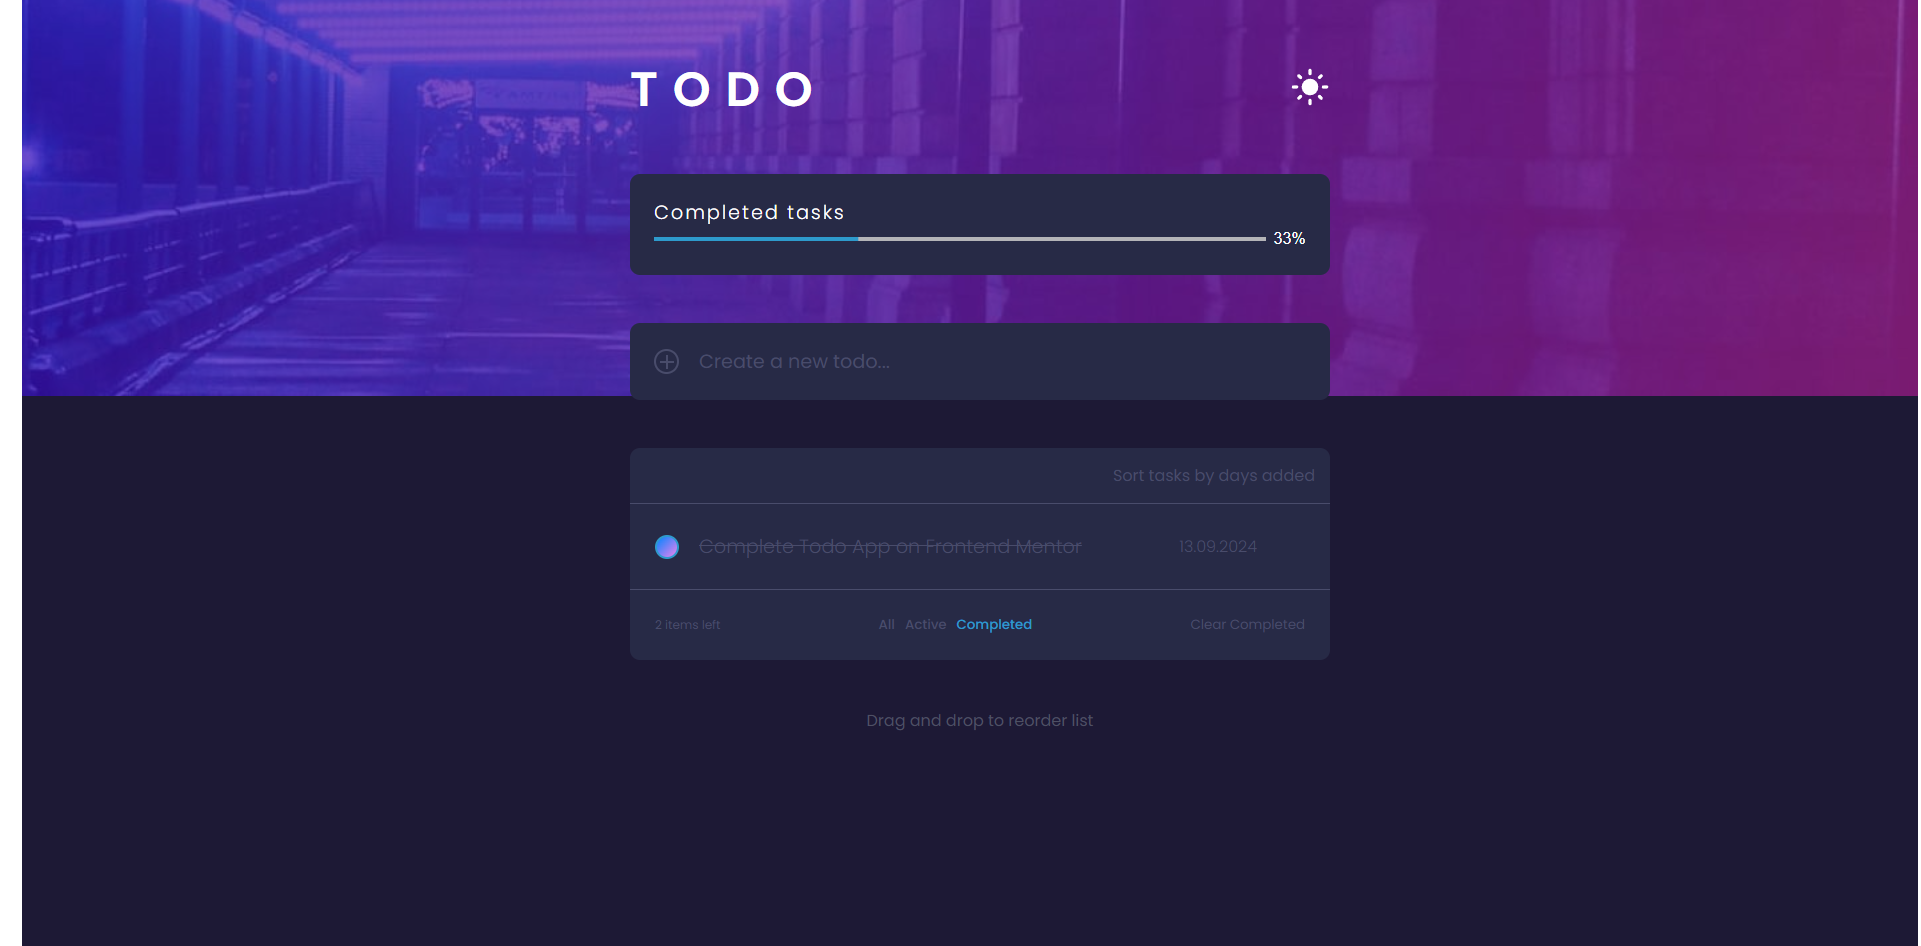 TODO
Completed tasks
33%
Create a new todo...
Sort tasks by days added
Complete Todo App on Frontend Mentor 13.09.2024
2 items left All Active Completed Clear Completed
Drag and drop to reorder list